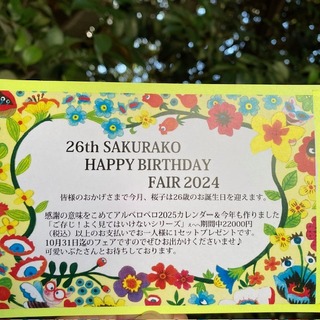 26th SAKURAKO
HAPPY BIRTHDAY
FAIR 2024
皆様のおかげさまで今月、桜子は26歳のお誕生日を迎えます。
感謝の意味をこめてアルベロベロ2025カレンダー＆今年も作りました
「ご存じ！よく見てはいけないシリーズ」 期間中22000円
（税込）以上のお支払いでお一人様に1セットプレゼントです。
10月31日迄のフェアですのでぜひお出かけくださいませ♪
可愛いぶたさんとお待ちしております。